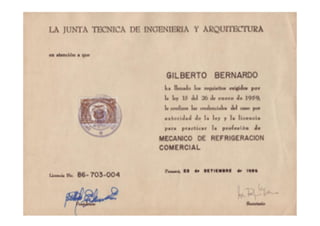 LA JUNTA TECNICA DE INGENIERIA Y ARQUITECTURA
en atención a que
GILBERTO BERNARDO
ha llenado los requisitos exigidos por
la ley 15 del 26 de enero de 1959,
le confiere las credenciales del caso por
autoridad de la ley y la licencia
para practicar la profesión de
MECANICO DE REFRIGERACION
COMERCIAL
Licencia No. 86-703-004
Panamá, DE SETIEMBRE de 1986
Presidente
Secretario